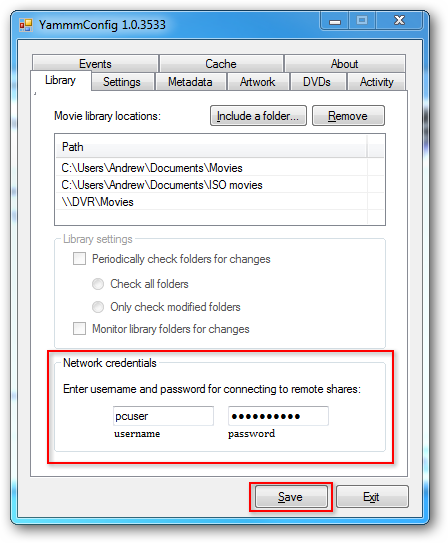 YammmConfig 1.0.3533
Events Cache About
Library Settings Metadata Artwork DVDs Activity
Movie library locations: Include a folder... Remove
Path
C:\Users\Andrew\Documents\Movies
C:\Users\Andrew\Documents\ISO movies
\\DVR\Movies
Library settings
Periodically check folders for changes
Check all folders
Only check modified folders
Monitor library folders for changes
Network credentials
Enter username and password for connecting to remote shares:
pcuser ●●●●●●●●●●
username password
Save Exit